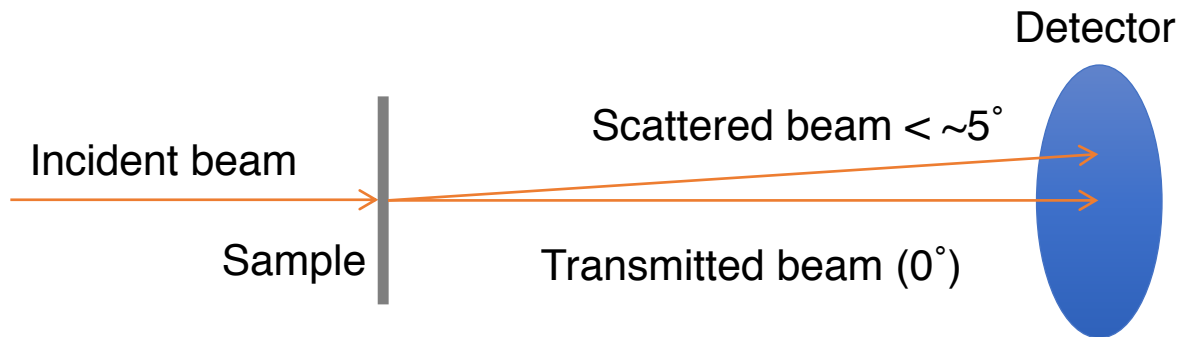 Detector
Scattered beam < ~5°
Incident beam
Sample
Transmitted beam (0°)